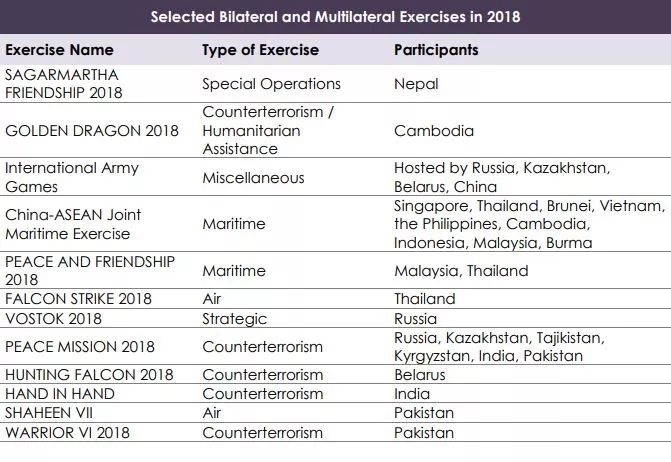 Selected Bilateral and Multilateral Exercises in 2018
Exercise Name Type of Exercise Participants
SAGARMARTHA
FRIENDSHIP 2018 Special Operations Nepal
GOLDEN DRAGON 2018 Counterterrorism /
Humanitarian
Assistance Cambodia
International Army
Games Miscellaneous Hosted by Russia, Kazakhstan,
Belarus, China
China-ASEAN Joint
Maritime Exercise Maritime Singapore, Thailand, Brunei, Vietnam,
the Philippines, Cambodia,
Indonesia, Malaysia, Burma
PEACE AND FRIENDSHIP
2018 Maritime Malaysia, Thailand
FALCON STRIKE 2018 Air Thailand
VOSTOK 2018 Strategic Russia
PEACE MISSION 2018 Counterterrorism Russia, Kazakhstan, Tajikistan,
Kyrgyzstan, India, Pakistan
HUNTING FALCON 2018 Counterterrorism Belarus
HAND IN HAND Counterterrorism India
SHAHEEN VII Air Pakistan
WARRIOR VI 2018 Counterterrorism Pakistan